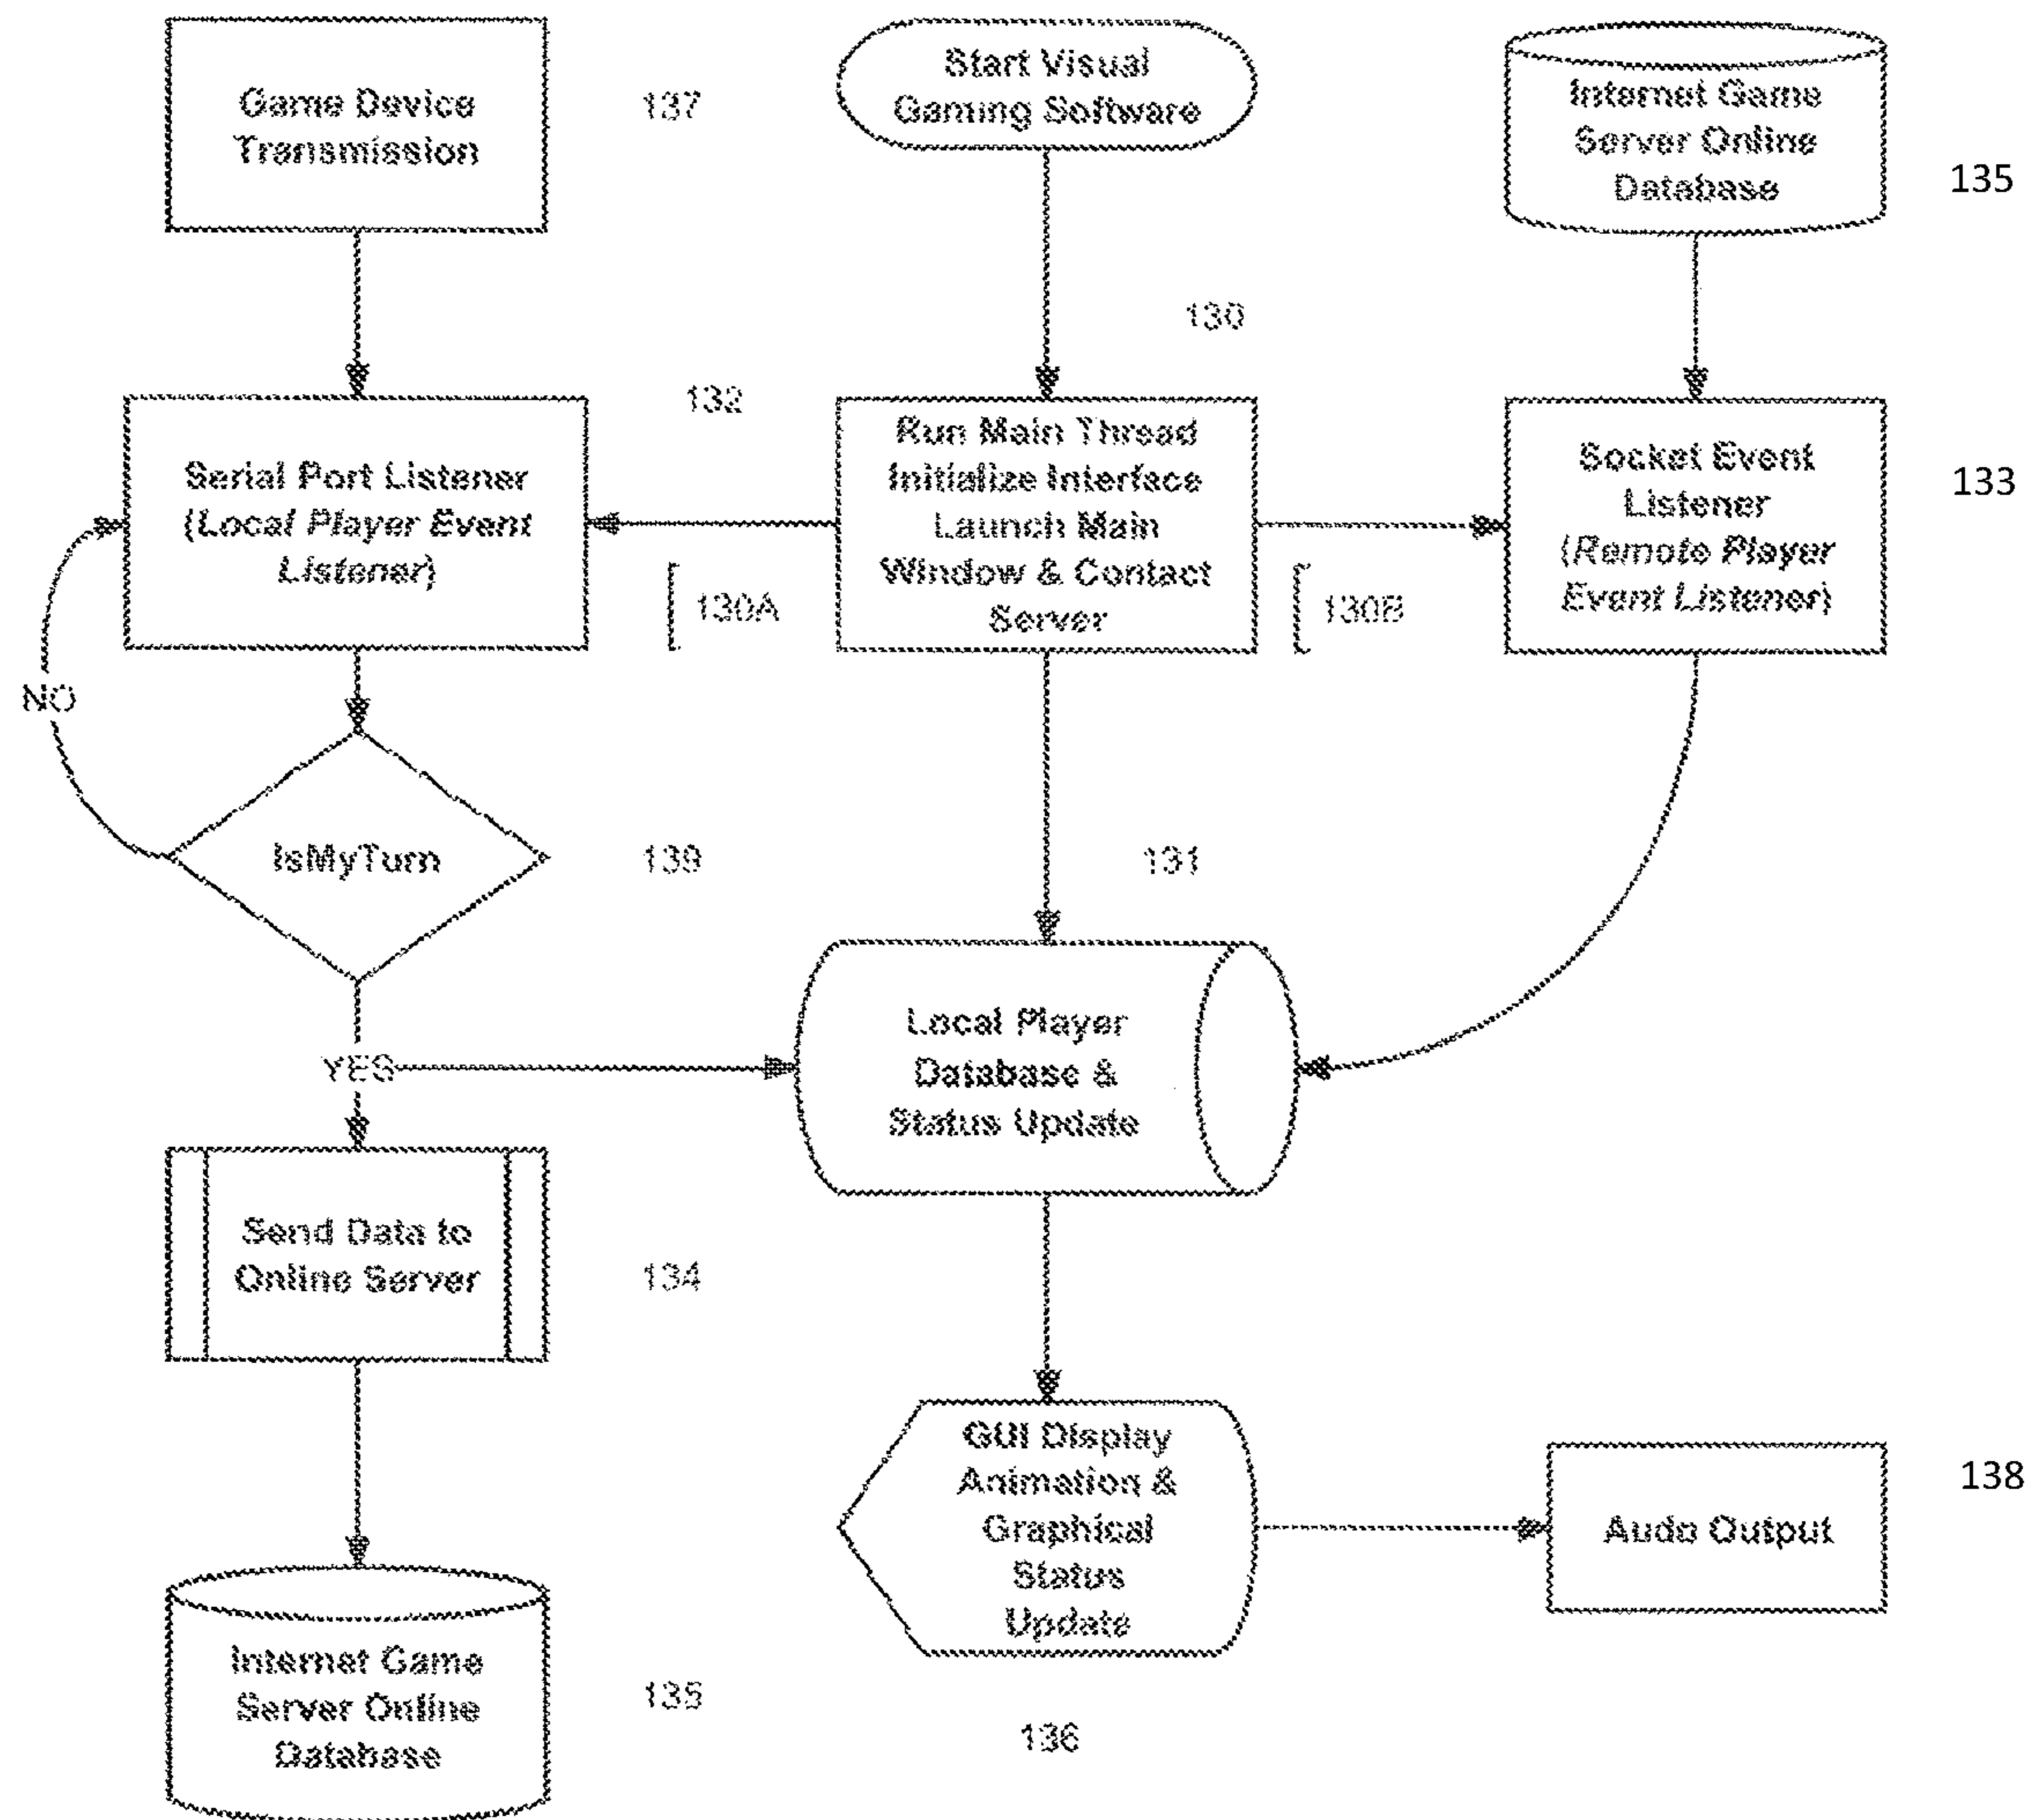 Game Device
Transmission
137
Start Visual
Gaming Software
Internet Game
Server Online
Database
135
130
132
Serial Port Listener
(Local Player Event
Listener)
Run Main Thread
Initialize Interface
Launch Main
Window & Contact
Server
Socket Event
Listener
(Remote Player
Event Listener)
133
130A
130B
NO
IsMyTurn
139
131
YES
Local Player
Database &
Status Update
Send Data to
Online Server
134
GUI Display
Animation &
Graphical
Status
Update
Audo Output
138
Internet Game
Server Online
Database
135
136